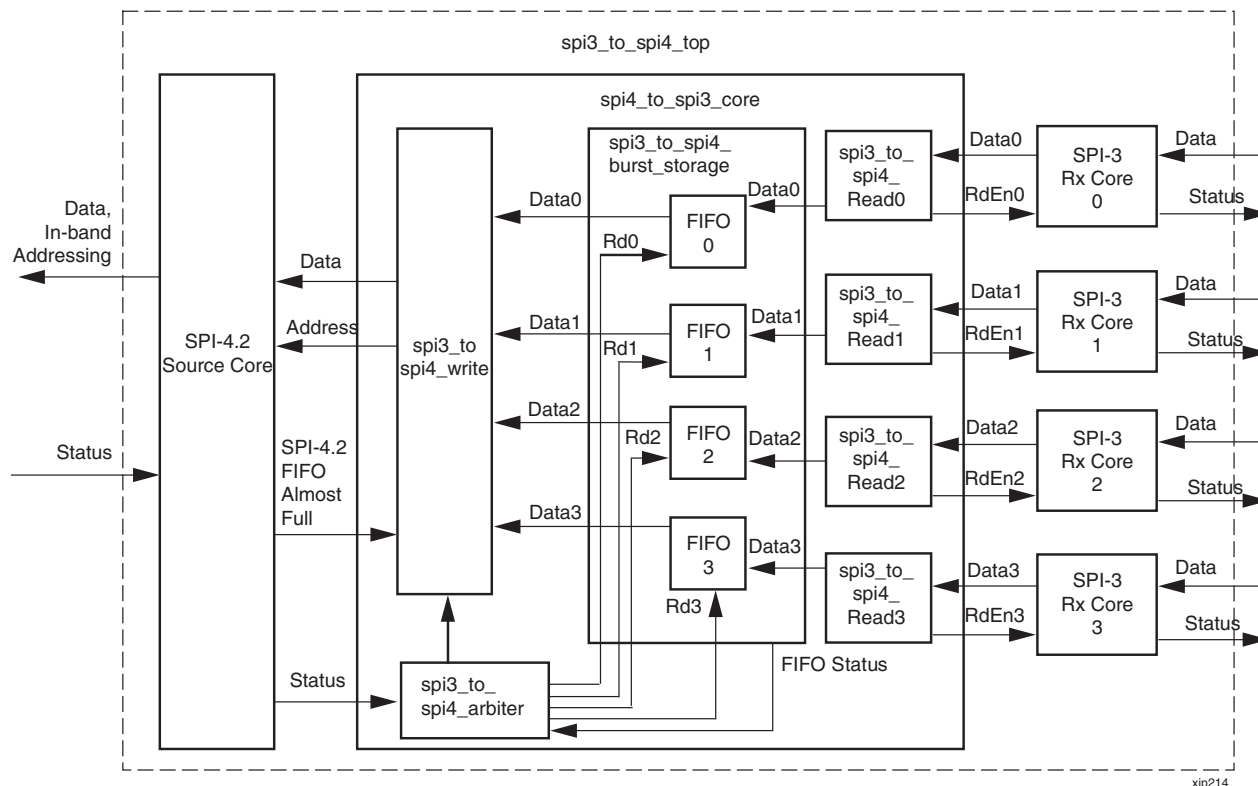 spi3_to_spi4_top
spi4_to_spi3_core
spi3_to_spi4_
burst_storage
Data,
In-band
Addressing
Status
SPI-4.2
Source Core
Data
Address
SPI-4.2
FIFO
Almost
Full
Status
spi3_to
spi4_write
spi3_to_
spi4_arbiter
Data0
Rd0
FIFO
0
Data0
spi3_to_
spi4_
Read0
Data0
RdEn0
SPI-3
Rx Core
0
Data
Status
Data1
Rd1
FIFO
1
Data1
spi3_to_
spi4_
Read1
Data1
RdEn1
SPI-3
Rx Core
1
Data
Status
Data2
Rd2
FIFO
2
Data2
spi3_to_
spi4_
Read2
Data2
RdEn2
SPI-3
Rx Core
2
Data
Status
Data3
Rd3
FIFO
3
Data3
spi3_to_
spi4_
Read3
Data3
RdEn3
SPI-3
Rx Core
3
Data
Status
FIFO Status
xip214